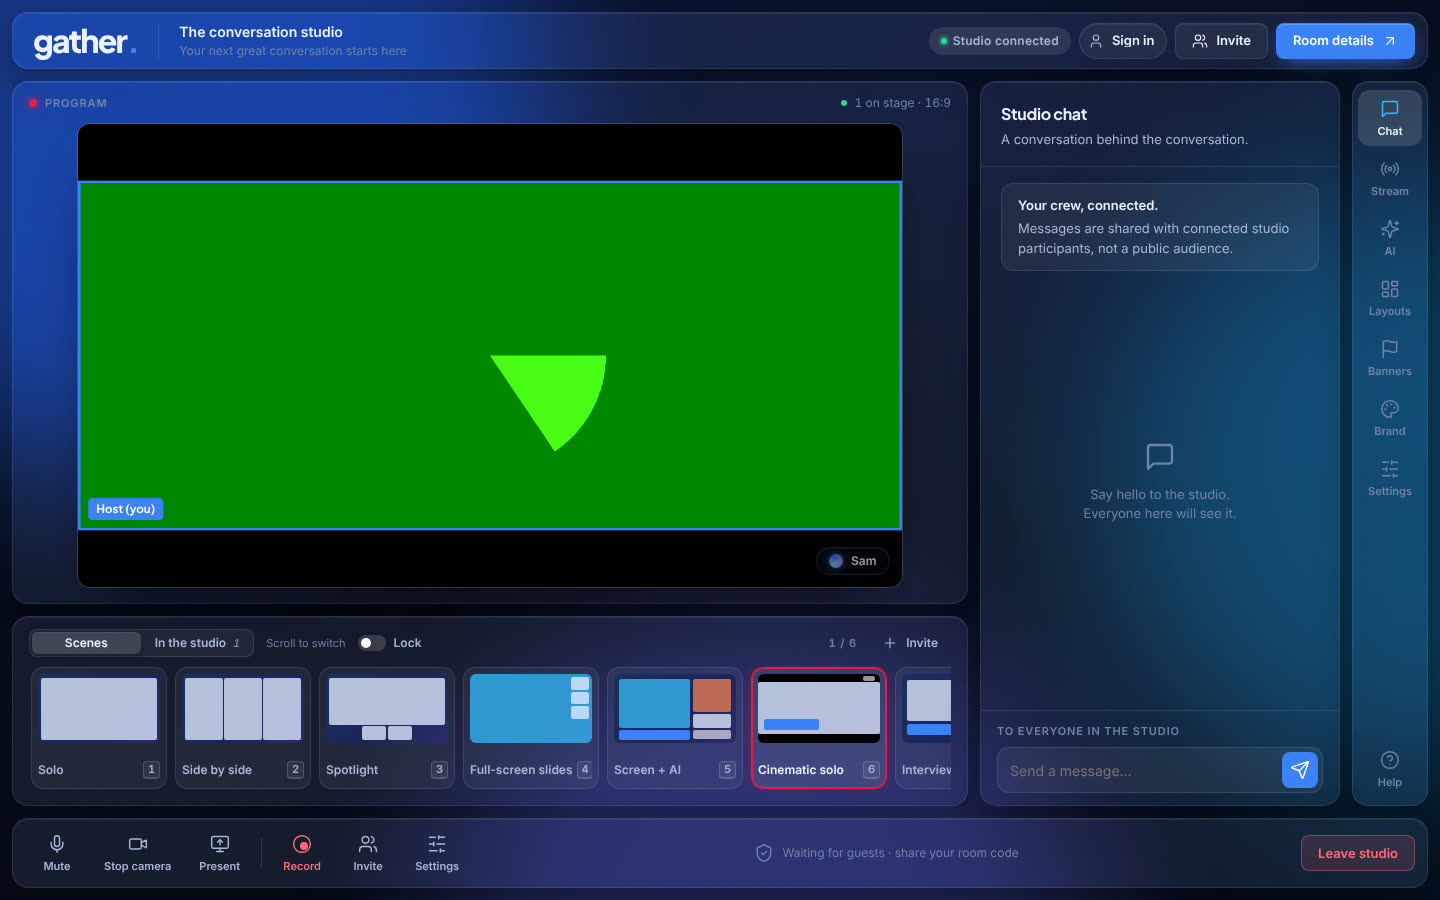 gather.
The conversation studio
Your next great conversation starts here
Studio connected
Sign in
Invite
Room details
PROGRAM
1 on stage · 16:9
Host (you)
Sam
Scenes
In the studio 1
Scroll to switch
Lock
1 / 6
Invite
Solo 1
Side by side 2
Spotlight 3
Full-screen slides 4
Screen + AI 5
Cinematic solo 6
Interview
Studio chat
A conversation behind the conversation.
Your crew, connected.
Messages are shared with connected studio
participants, not a public audience.
Say hello to the studio.
Everyone here will see it.
TO EVERYONE IN THE STUDIO
Send a message...
Chat
Stream
AI
Layouts
Banners
Brand
Settings
Help
Mute
Stop camera
Present
Record
Invite
Settings
Waiting for guests · share your room code
Leave studio